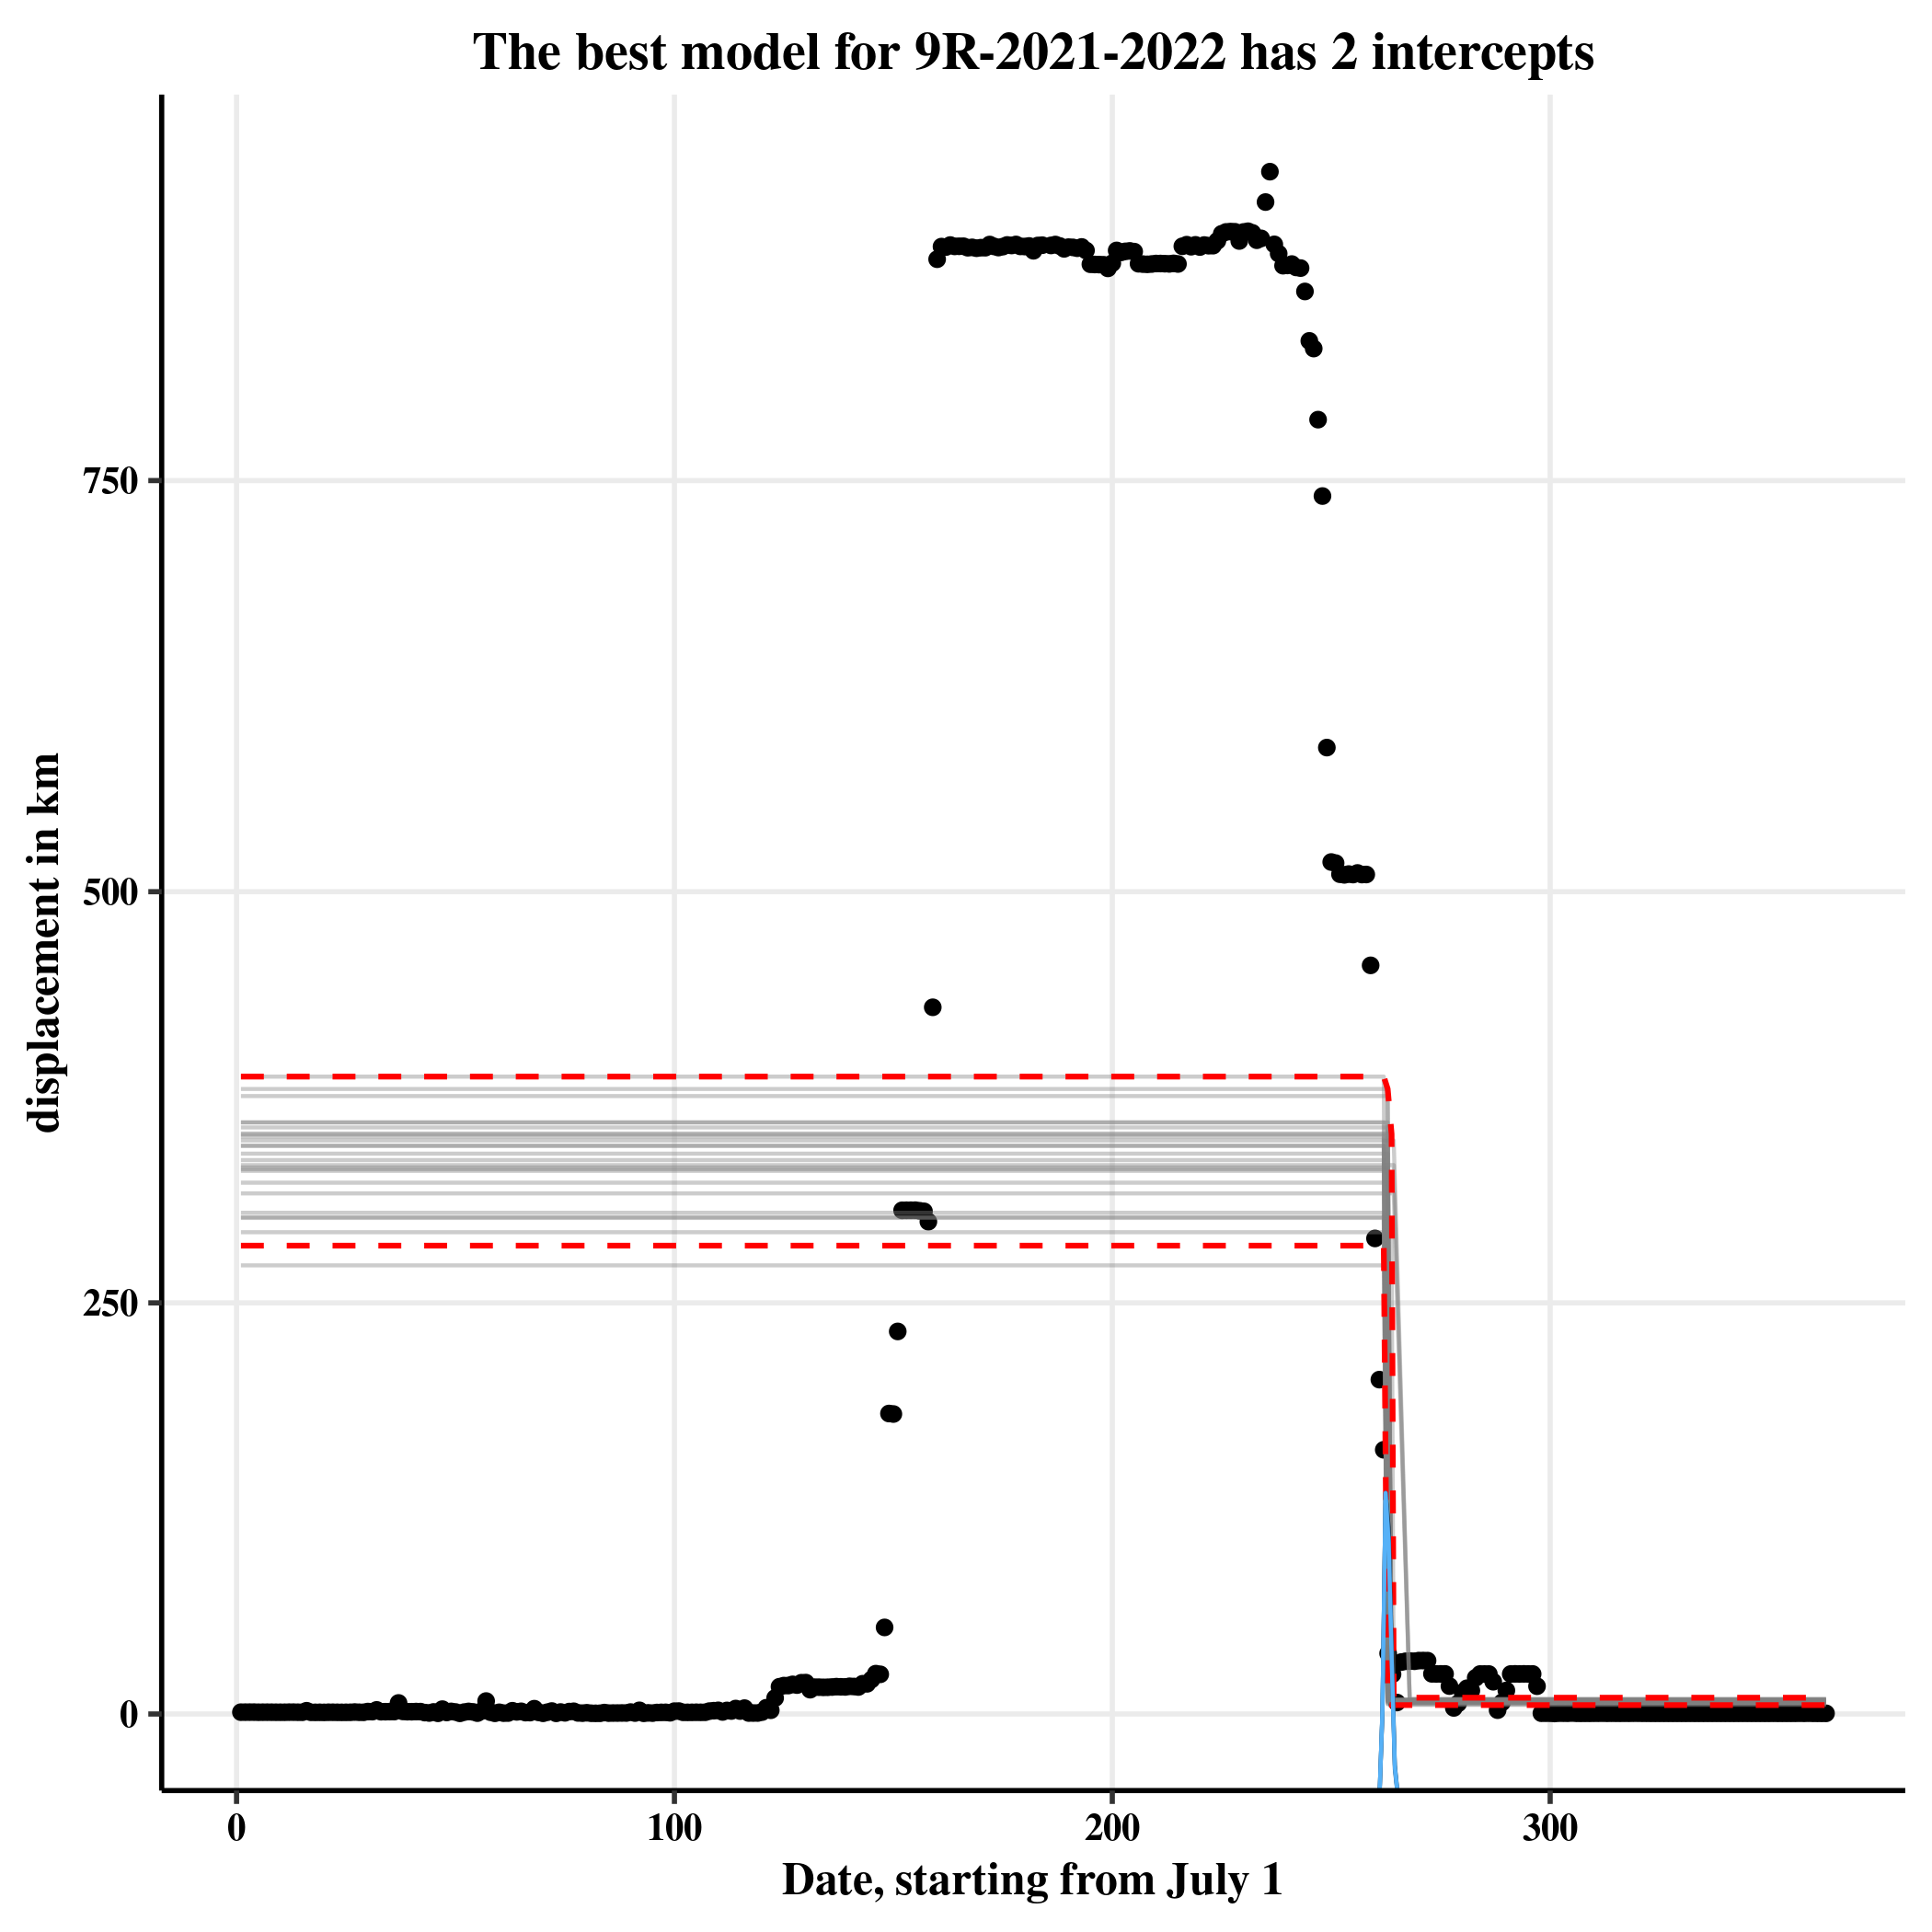 The best model for 9R-2021-2022 has 2 intercepts
displacement in km
750
500
250
0
0 100 200 300
Date, starting from July 1